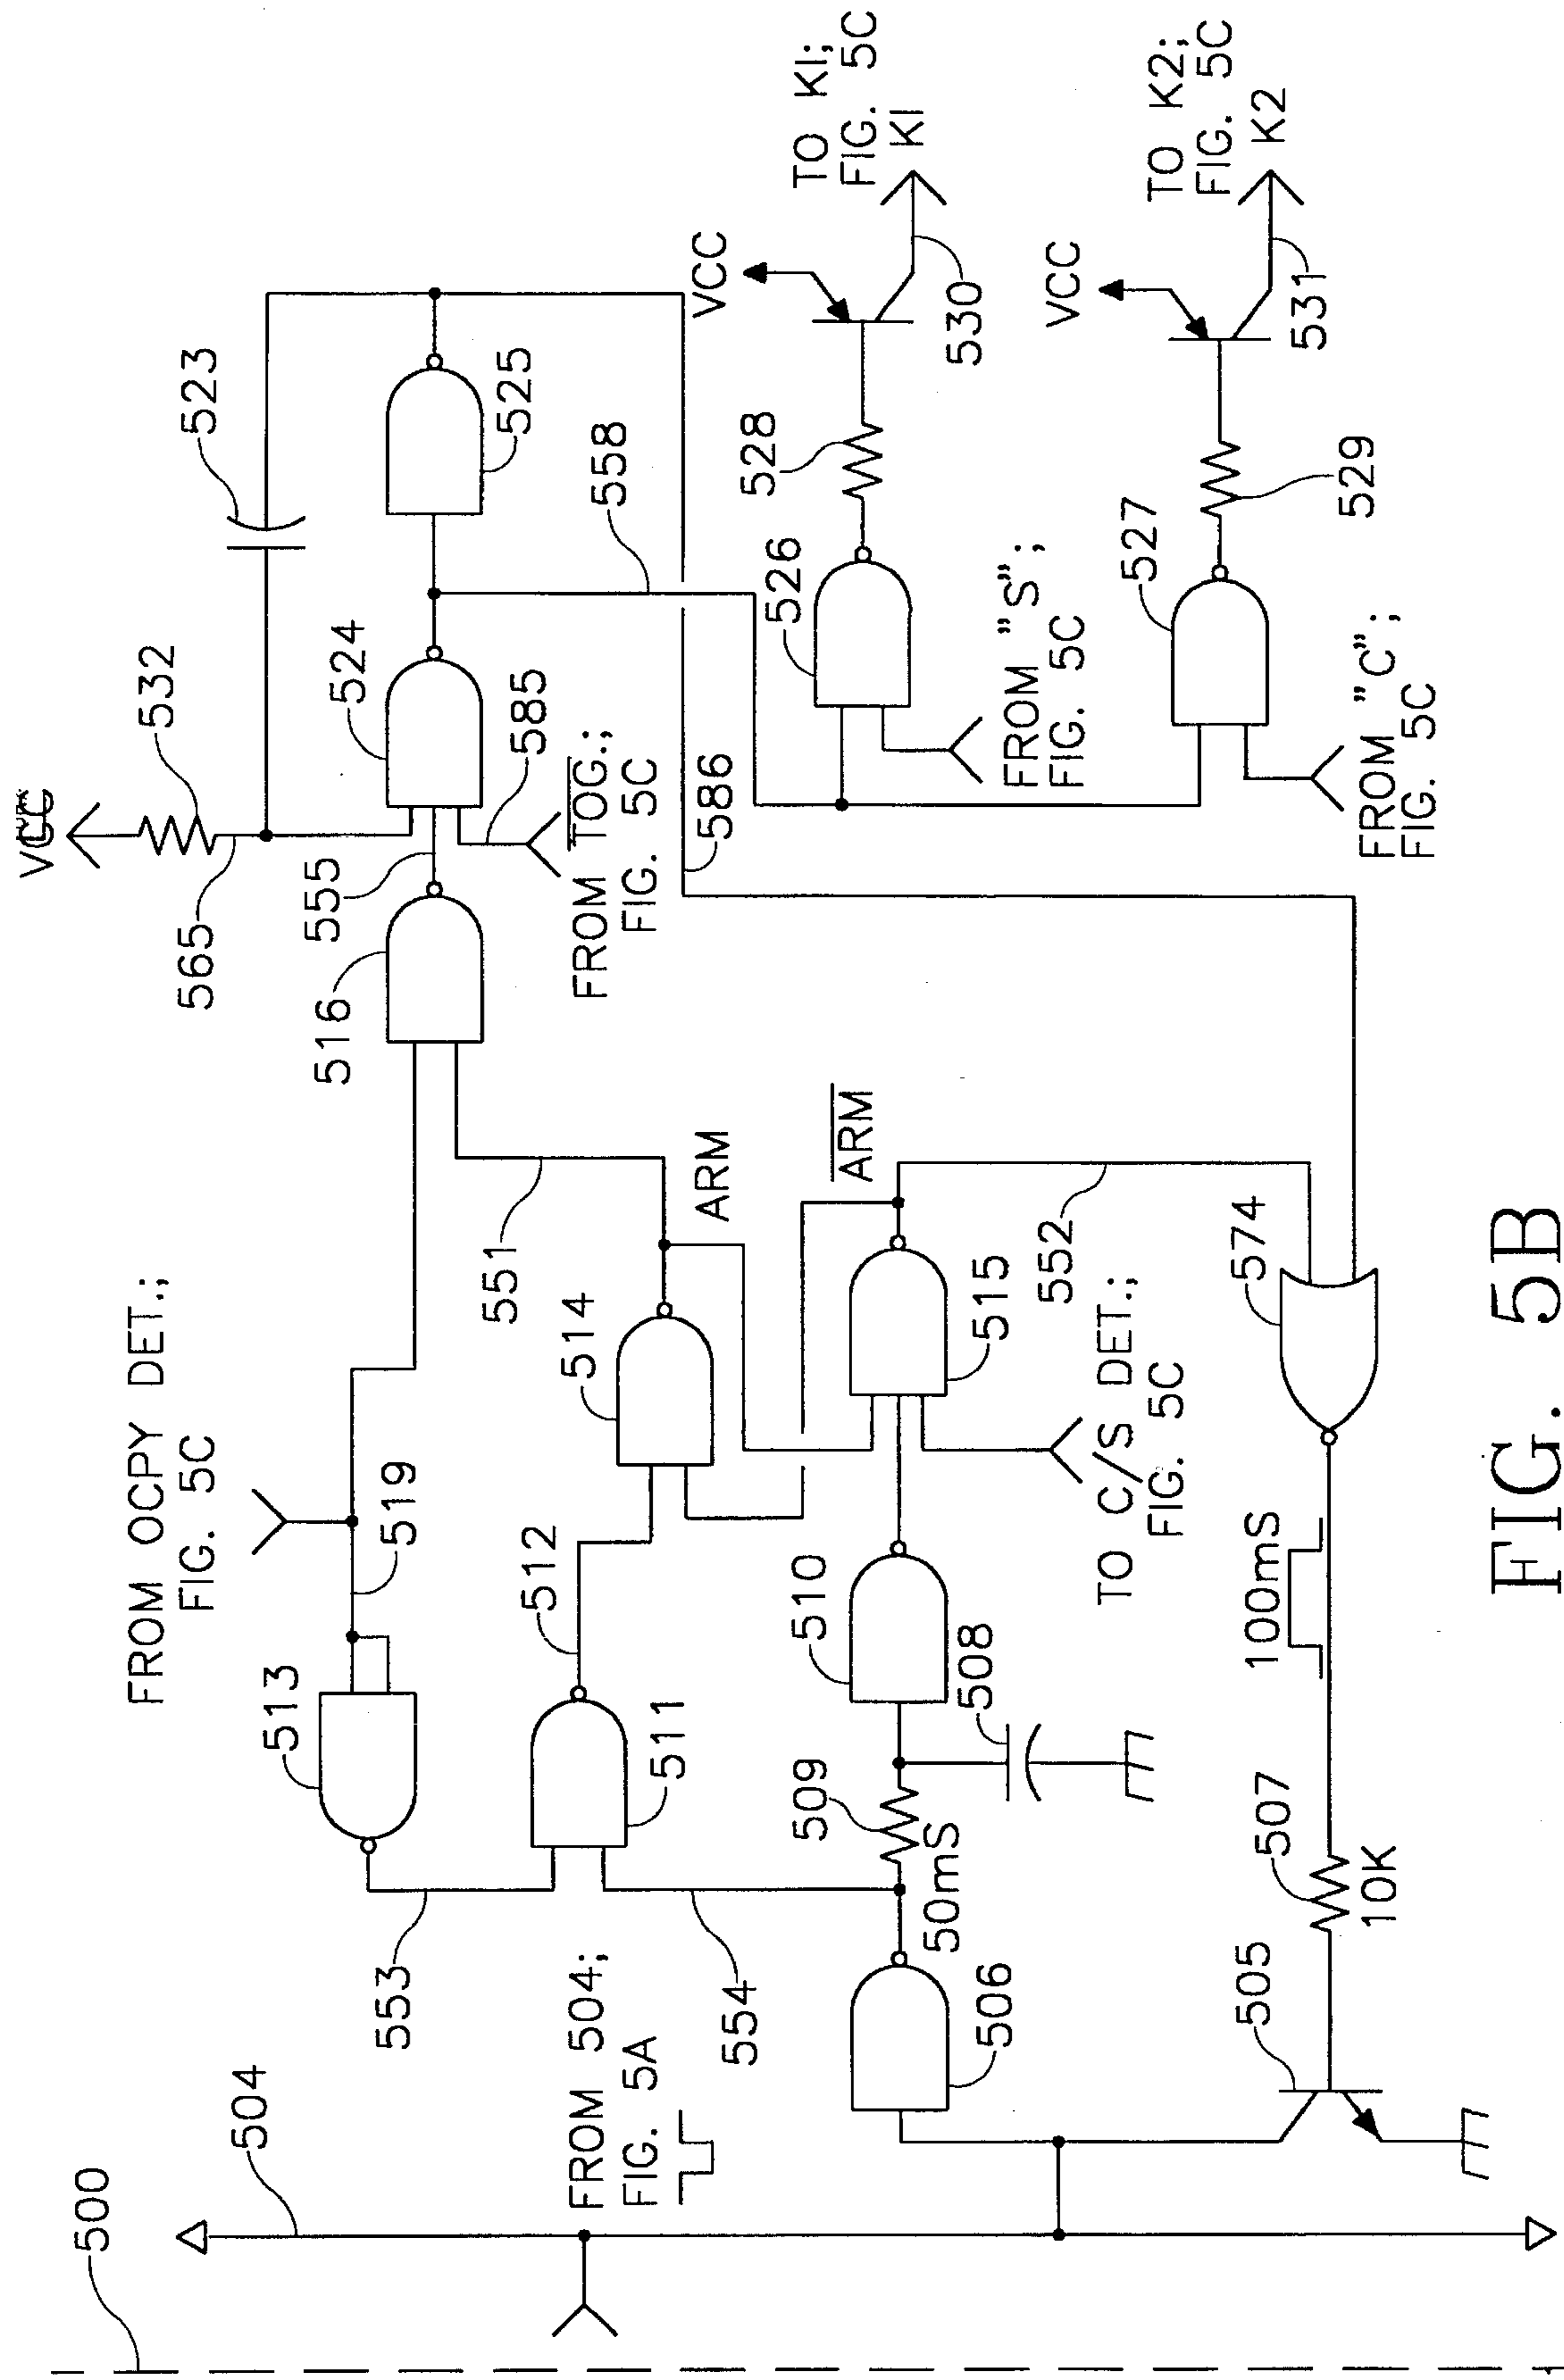 500
504
FROM 504;
FIG. 5A
FROM OCPY DET.;
FIG. 5C
513
519
553
511
512
554
506
50mS
509
508
510
514
551
ARM
ARM
515
TO C/S DET.;
FIG. 5C
552
574
100mS
507
10K
505
516
555
565
VCC
532
524
585
FROM TOG.;
FIG. 5C
523
525
558
586
526
FROM "S";
FIG. 5C
528
VCC
530
TO K1;
FIG. 5C
K1
527
FROM "C";
FIG. 5C
529
VCC
531
TO K2;
FIG. 5C
K2
FIG. 5B